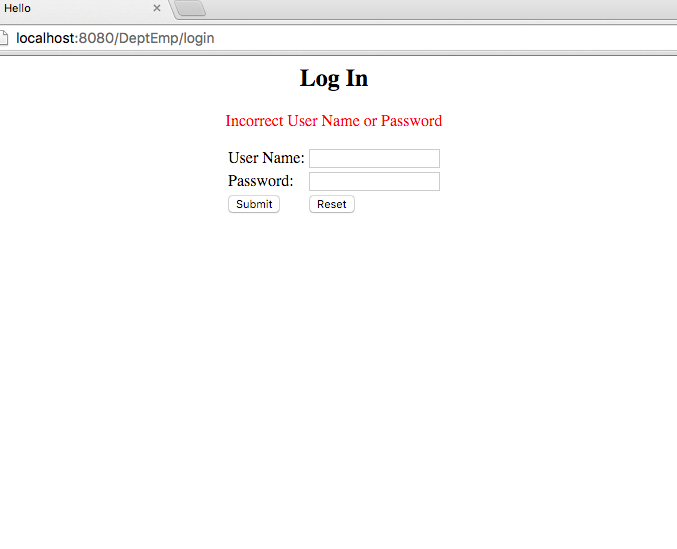 Hello
localhost:8080/DeptEmp/login
Log In
Incorrect User Name or Password
User Name:
Password:
Submit Reset